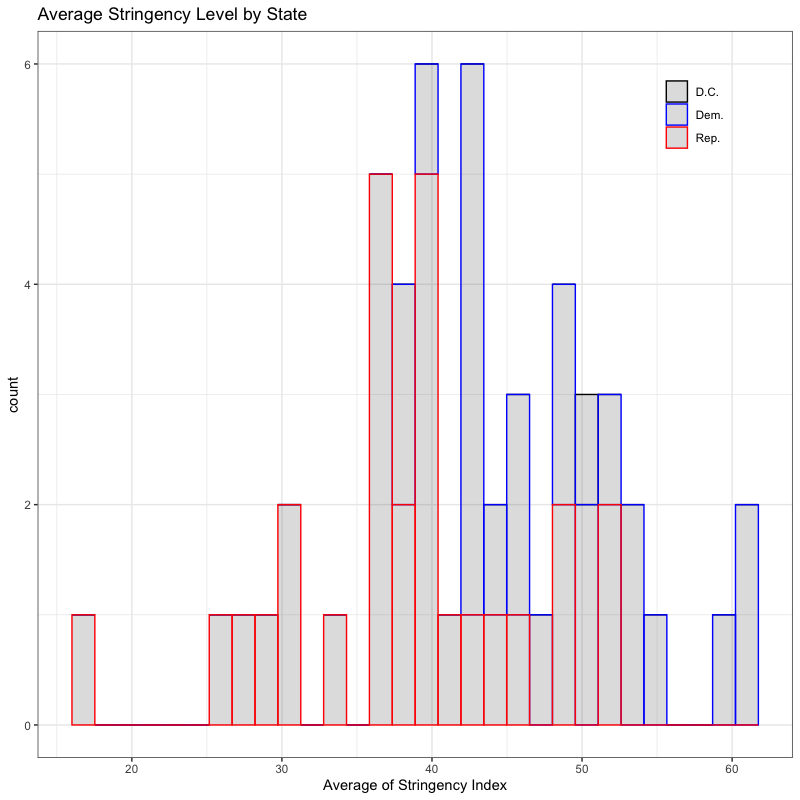 Average Stringency Level by State
6
4
2
0
count
D.C.
Dem.
Rep.
20 30 40 50 60
Average of Stringency Index